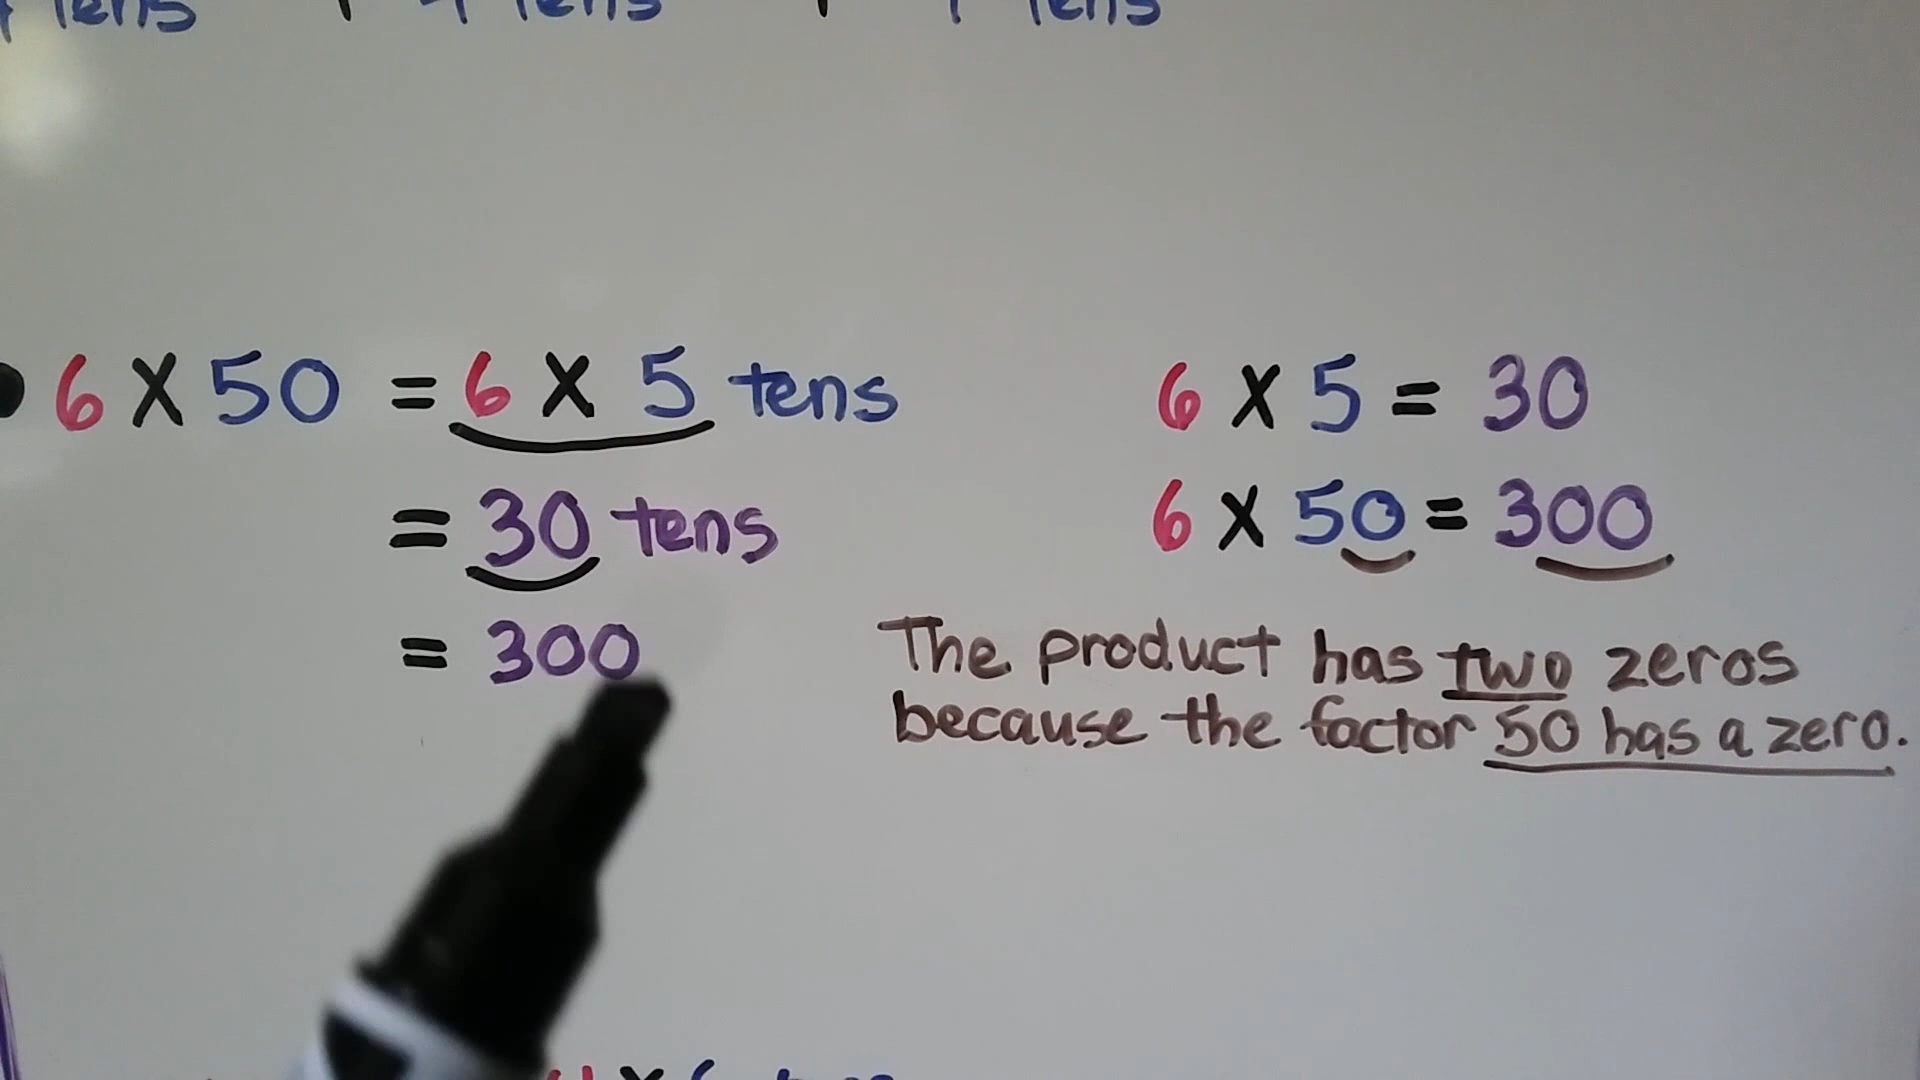 tens tens tens
6 X 50 = 6 X 5 tens
= 30 tens
= 300
6 X 5 = 30
6 X 50 = 300
The product has two zeros
because the factor 50 has a zero.